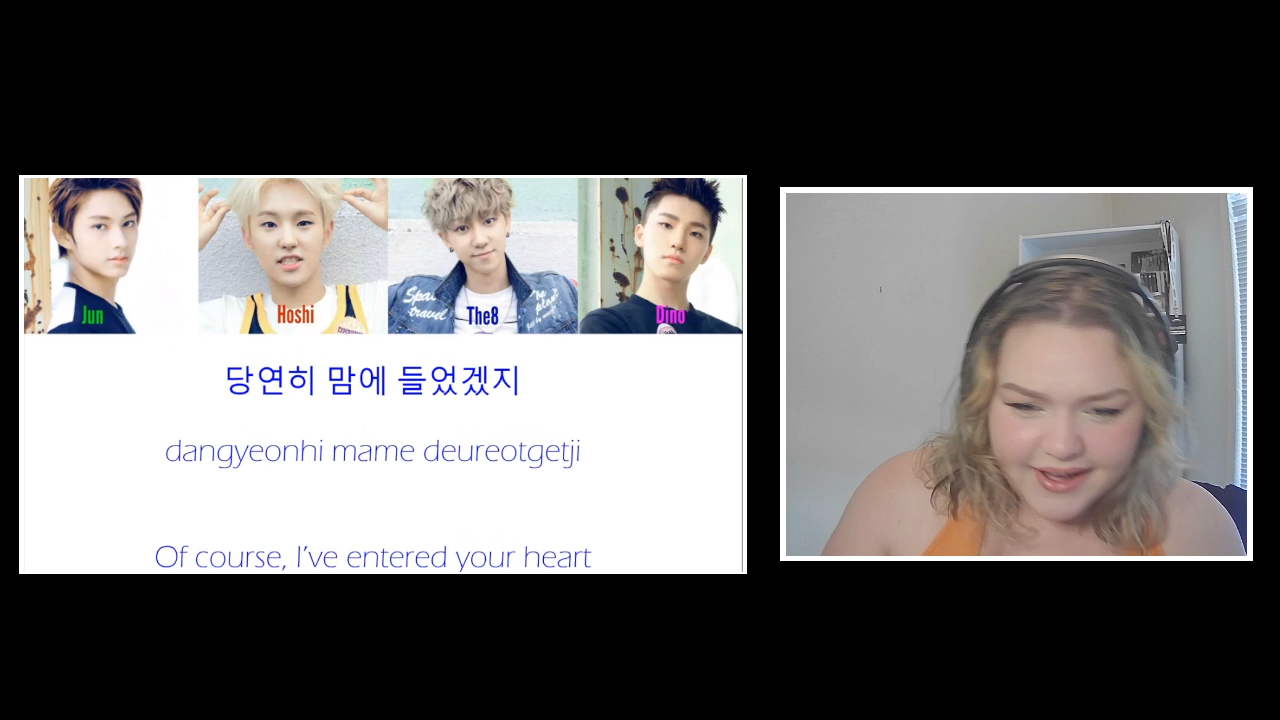 Jun
Hoshi
The8
Dino
당연히 맘에 들었겠지
dangyeonhi mame deureotgetji
Of course, I've entered your heart